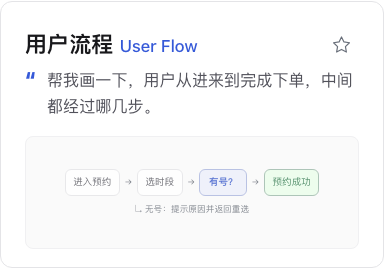 用户流程 User Flow
“ 帮我画一下，用户从进来到完成下单，中间
都经过哪几步。
进入预约 → 选时段 → 有号? → 预约成功
无号：提示原因并返回重选